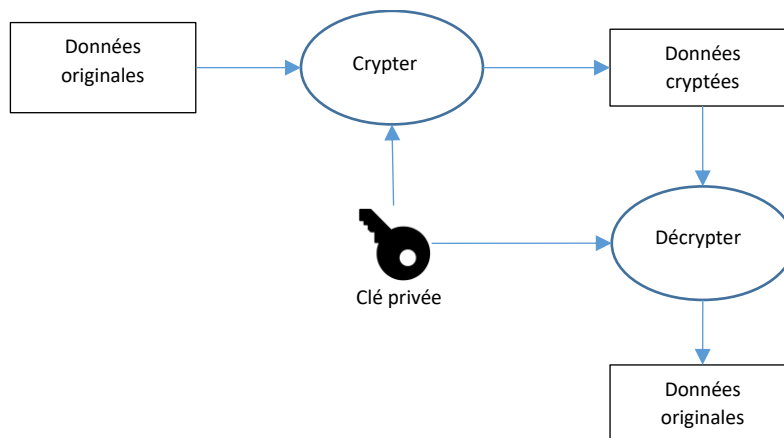 Données
originales
Crypter
Données
cryptées
Clé privée
Décrypter
Données
originales